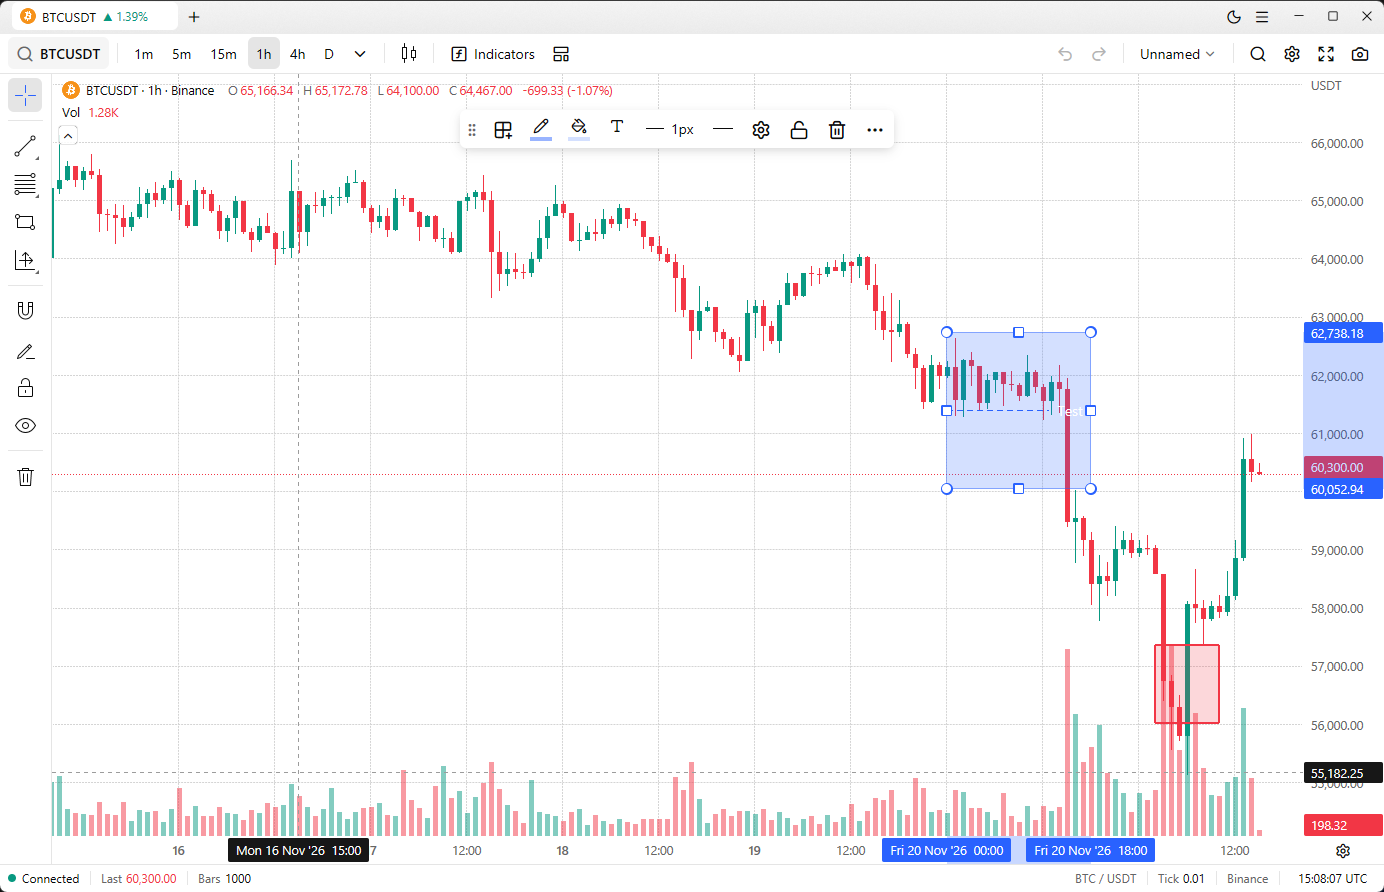 BTCUSDT ▲ 1.39%
BTCUSDT 1m 5m 15m 1h 4h D Indicators Unnamed
BTCUSDT · 1h · Binance O 65,166.34 H 65,172.78 L 64,100.00 C 64,467.00 -699.33 (-1.07%)
USDT
Vol 1.28K
T 1px
66,000.00
65,000.00
64,000.00
63,000.00
62,738.18
62,000.00
Test
61,000.00
60,300.00
60,052.94
59,000.00
58,000.00
57,000.00
56,000.00
55,182.25
55,000.00
198.32
16 Mon 16 Nov '26 15:00 7 12:00 18 12:00 19 12:00 Fri 20 Nov '26 00:00 Fri 20 Nov '26 18:00 12:00
Connected Last 60,300.00 Bars 1000 BTC / USDT Tick 0.01 Binance 15:08:07 UTC